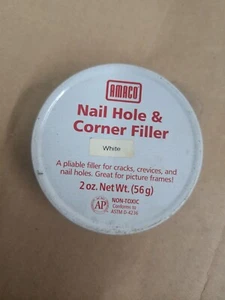 AMACO
Nail Hole &
Corner Filler
White
A pliable filler for cracks, crevices, and
nail holes. Great for picture frames!
2 oz. Net Wt. (56g)
AP
NON-TOXIC
Conforms to
ASTM D-4236